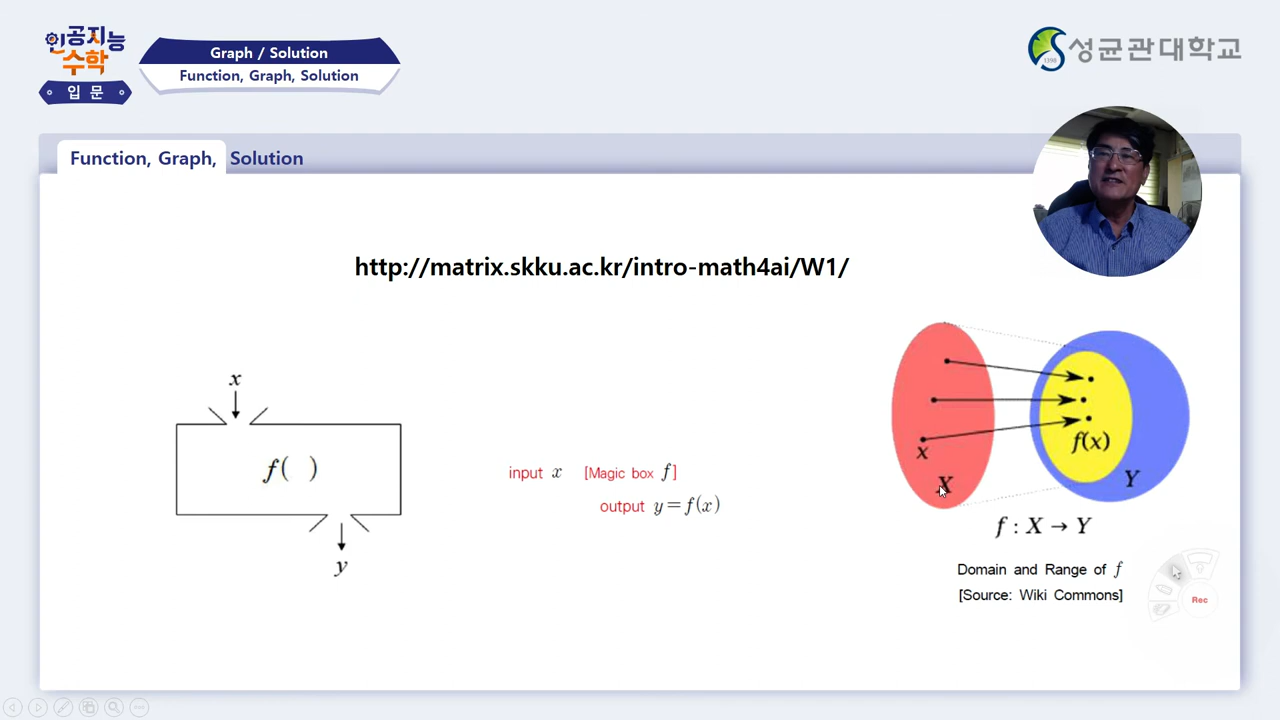 인공지능
수학
입문
Graph / Solution
Function, Graph, Solution
1398
성균관대학교
Function, Graph, Solution
http://matrix.skku.ac.kr/intro-math4ai/W1/
x
f( )
y
input x [Magic box f]
output y = f(x)
x
X
f(x)
Y
f : X → Y
Domain and Range of f
[Source: Wiki Commons]
Rec